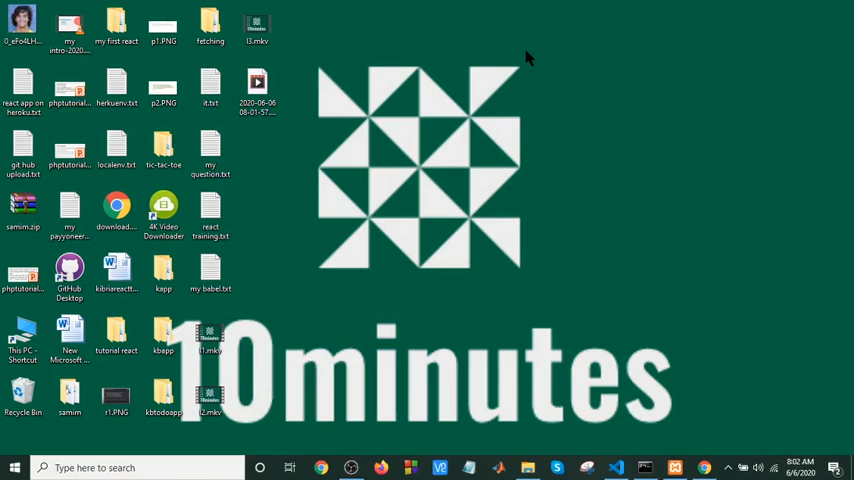 0_eFo4LH...
my
intro-2020....
my first react
p1.PNG
fetching
l3.mkv
react app on
heroku.txt
phptutorial...
herkuenv.txt
p2.PNG
it.txt
2020-06-06
08-01-57....
git hub
upload.txt
phptutorial...
localenv.txt
tic-tac-toe
my
question.txt
samim.zip
my
payyoneer...
download....
4K Video
Downloader
react
training.txt
phptutorial...
GitHub
Desktop
kibriareactt...
kapp
my babel.txt
This PC -
Shortcut
New
Microsoft ...
tutorial react
kbapp
l1.mkv
Recycle Bin
samim
r1.PNG
kbtodoapp
l2.mkv
10minutes
Type here to search
8:02 AM
6/6/2020
2